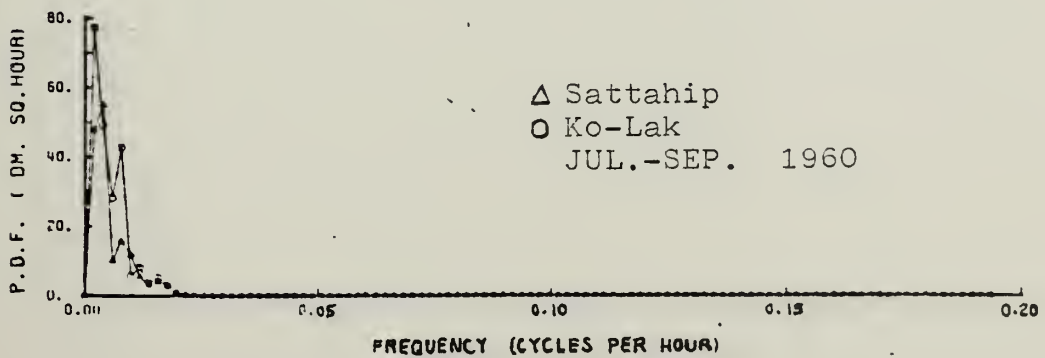 80.
60.
40.
20.
0.
P.D.F. ( DM. SQ.HOUR)
Δ Sattahip
O Ko-Lak
JUL.-SEP. 1960
0.00 0.05 0.10 0.15 0.20
FREQUENCY (CYCLES PER HOUR)